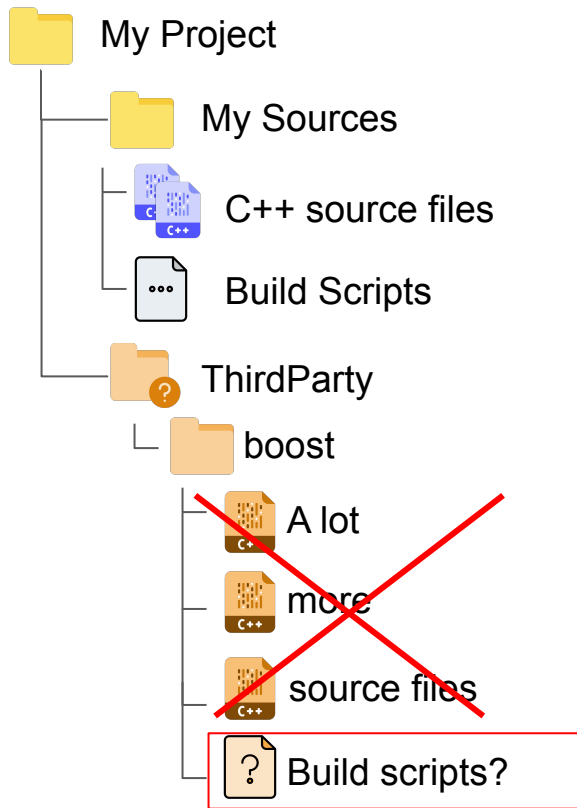 My Project
My Sources
C++ source files
C++
Build Scripts
ThirdParty
?
boost
A lot
C++
more
C++
source files
C++
Build scripts?
?